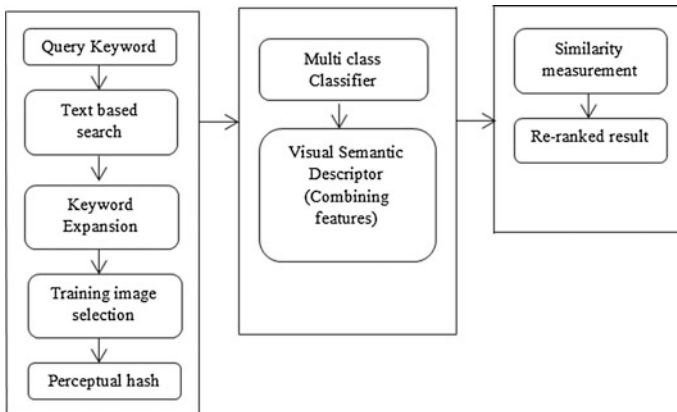 Query Keyword
Text based
search
Keyword
Expansion
Training image
selection
Perceptual hash
Multi class
Classifier
Visual Semantic
Descriptor
(Combining
features)
Similarity
measurement
Re-ranked result